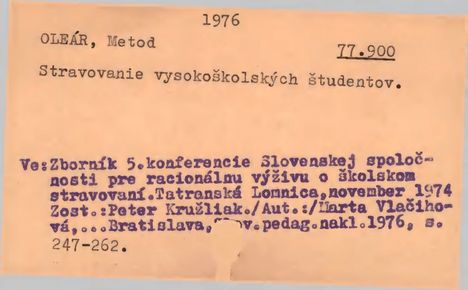 1976
OLEÁR, Metod
77.900
Stravovanie vysokoškolských študentov.
Ve:Zborník 5.konferencie Slovenskej spoloč-
nosti pre racionálnu výživu o školskom
stravovaní.Tatranská Lomnica,november 1974
Zost.:Peter Kružliak./Aut.:/Marta Vlačiho-
vá,...Bratislava, pedag.nakl.1976, s.
247-262.